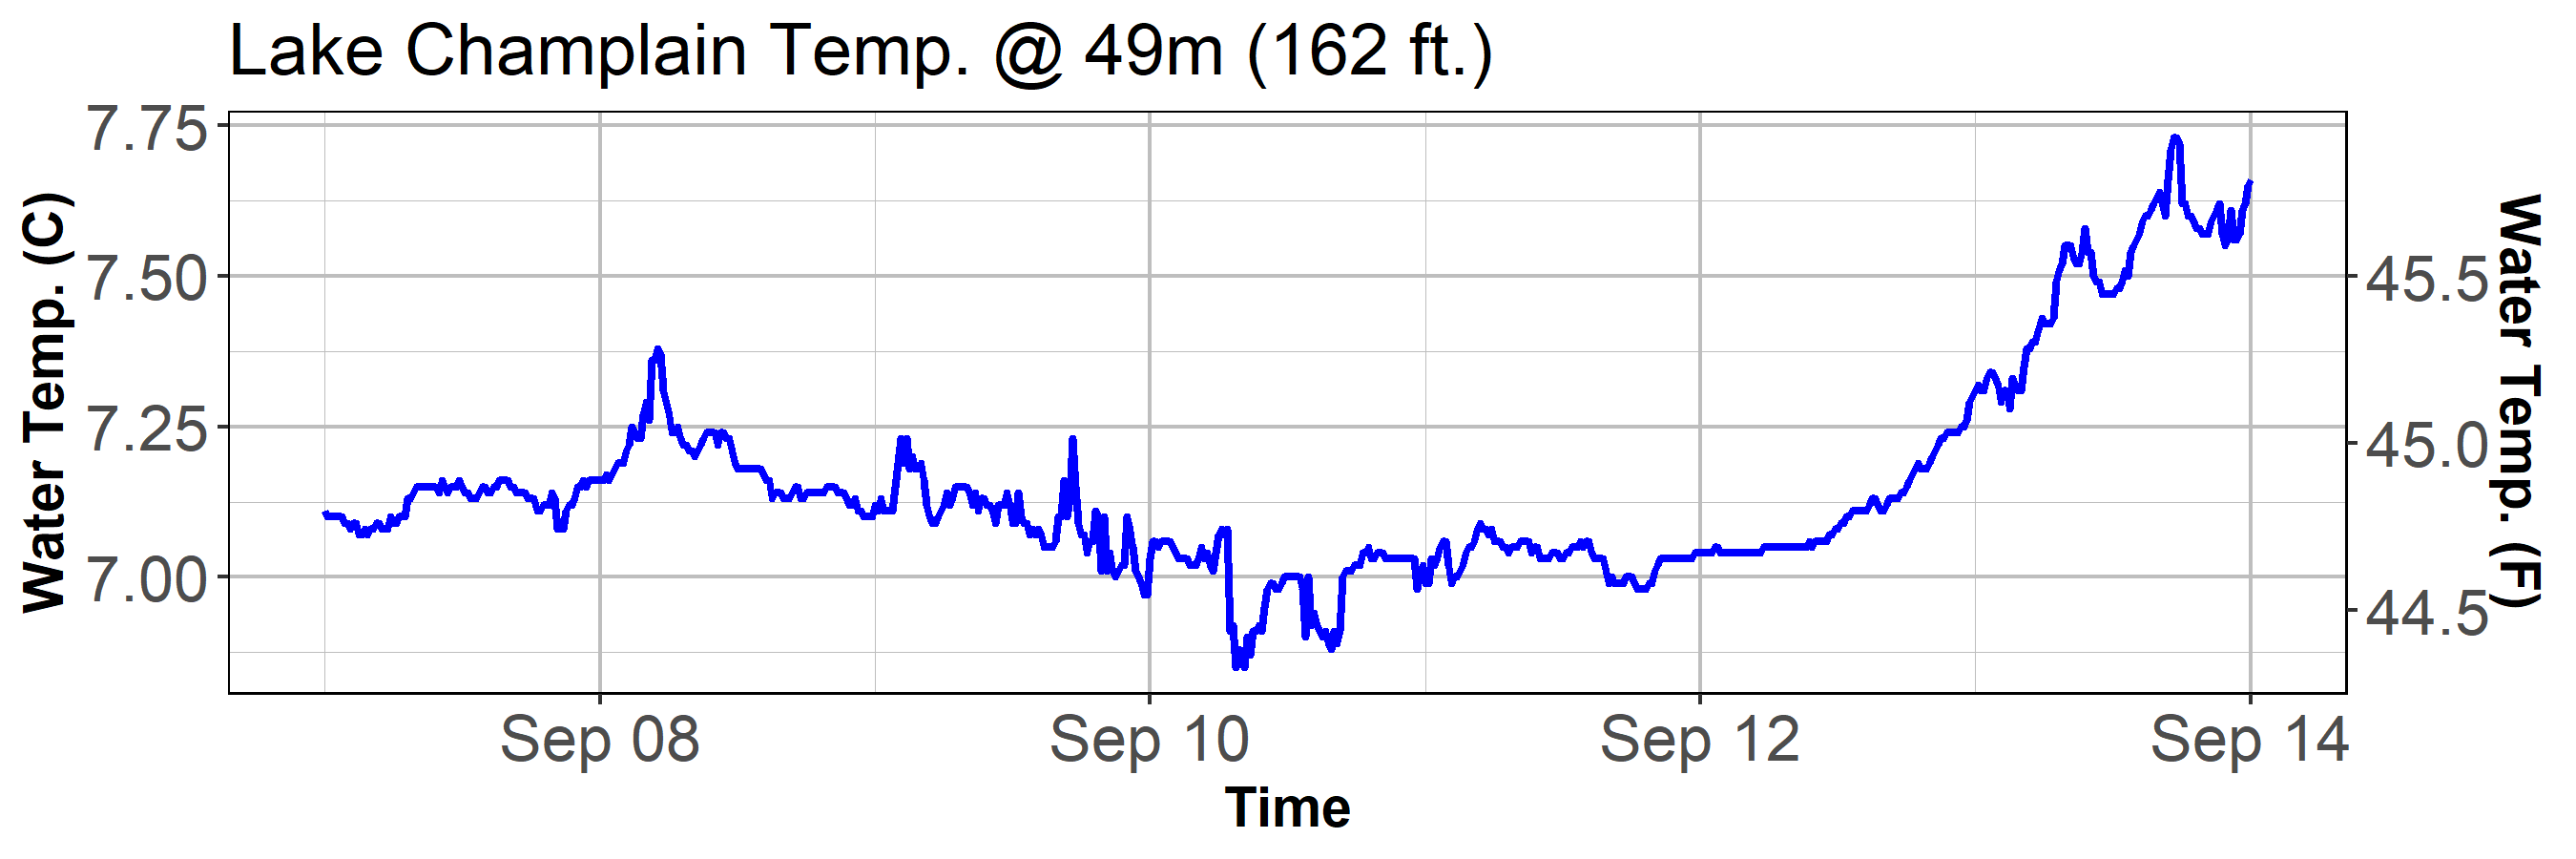 Lake Champlain Temp. @ 49m (162 ft.)
Water Temp. (C)
7.75
7.50
7.25
7.00
Water Temp. (F)
45.5
45.0
44.5
Sep 08
Sep 10
Sep 12
Sep 14
Time